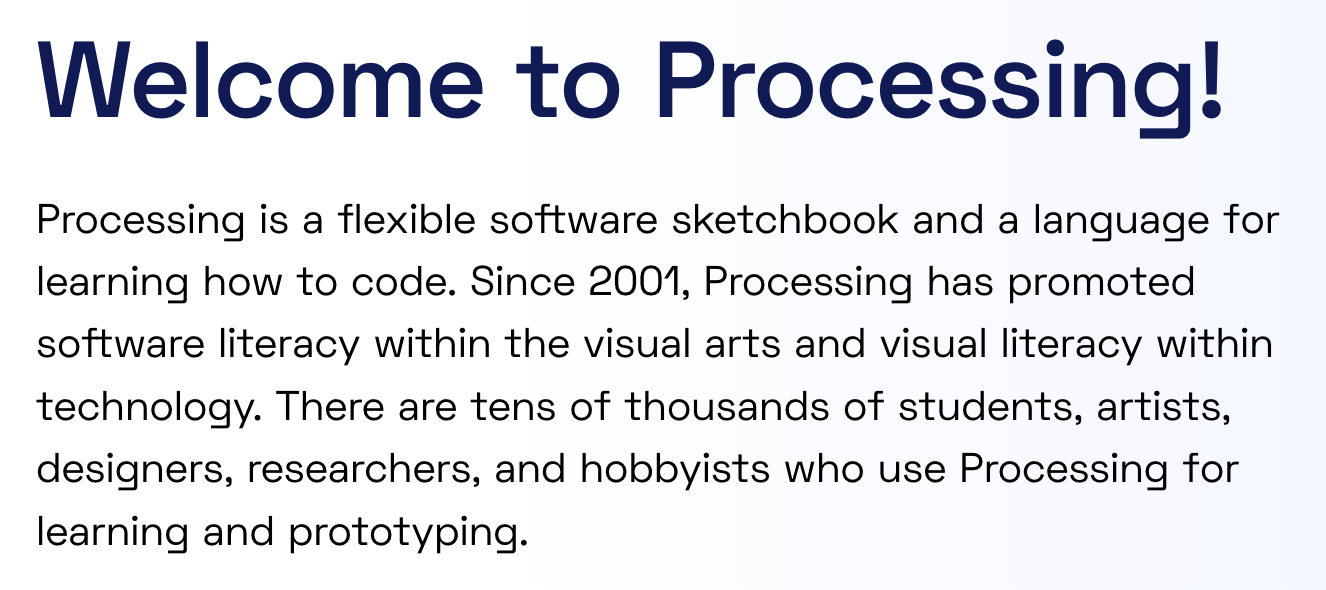 Welcome to Processing!
Processing is a flexible software sketchbook and a language for
learning how to code. Since 2001, Processing has promoted
software literacy within the visual arts and visual literacy within
technology. There are tens of thousands of students, artists,
designers, researchers, and hobbyists who use Processing for
learning and prototyping.